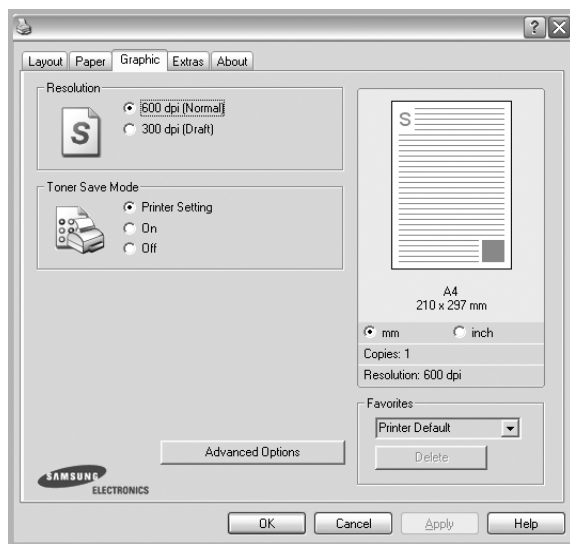 Layout Paper Graphic Extras About
Resolution
S
600 dpi (Normal)
300 dpi (Draft)
Toner Save Mode
Printer Setting
On
Off
Advanced Options
SAMSUNG
ELECTRONICS
S
A4
210 x 297 mm
mm inch
Copies: 1
Resolution: 600 dpi
Favorites
Printer Default
Delete
OK Cancel Apply Help